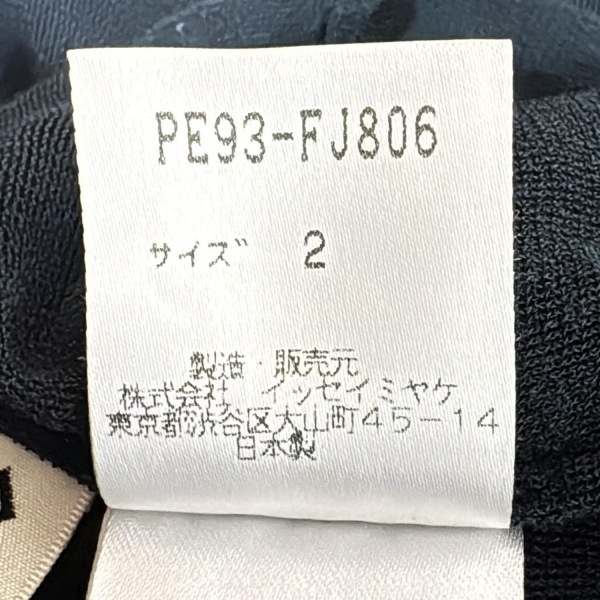 PE93-FJ806
サイズ 2
製造・販売元
株式会社 イッセイミヤケ
東京都渋谷区大山町45-14
日本製